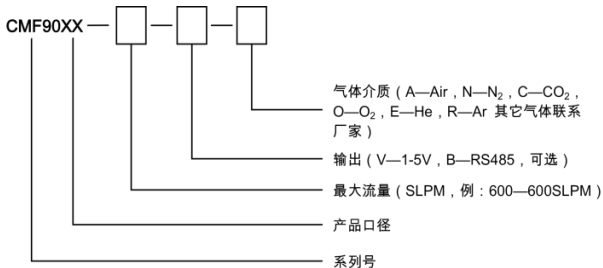 CMF90XX — □ — □ — □
气体介质（A—Air，N—N₂，C—CO₂，
O—O₂，E—He，R—Ar 其它气体联系
厂家）
输出（V—1-5V，B—RS485，可选）
最大流量（SLPM，例：600—600SLPM）
产品口径
系列号